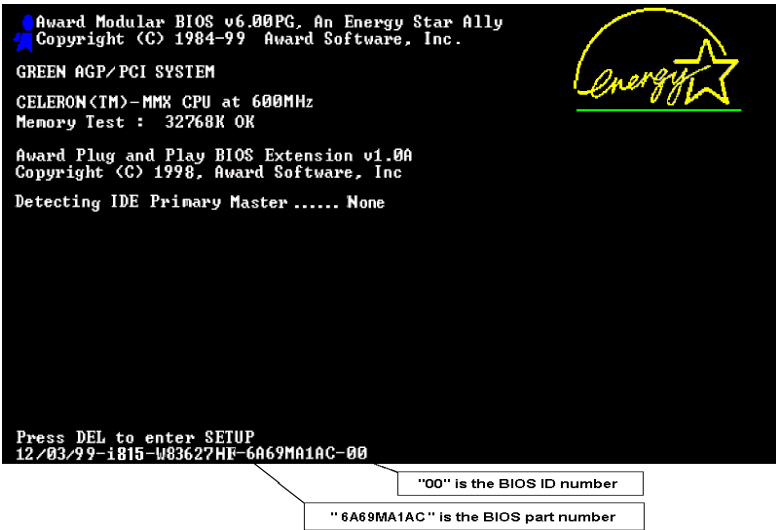 Award Modular BIOS v6.00PG, An Energy Star Ally
Copyright (C) 1984-99 Award Software, Inc.
energy
GREEN AGP/PCI SYSTEM
CELERON(TM)-MMX CPU at 600MHz
Memory Test : 32768K OK
Award Plug and Play BIOS Extension v1.0A
Copyright (C) 1998, Award Software, Inc
Detecting IDE Primary Master ...... None
Press DEL to enter SETUP
12/03/99-i815-W83627HF-6A69MA1AC-00
"00" is the BIOS ID number
"6A69MA1AC" is the BIOS part number